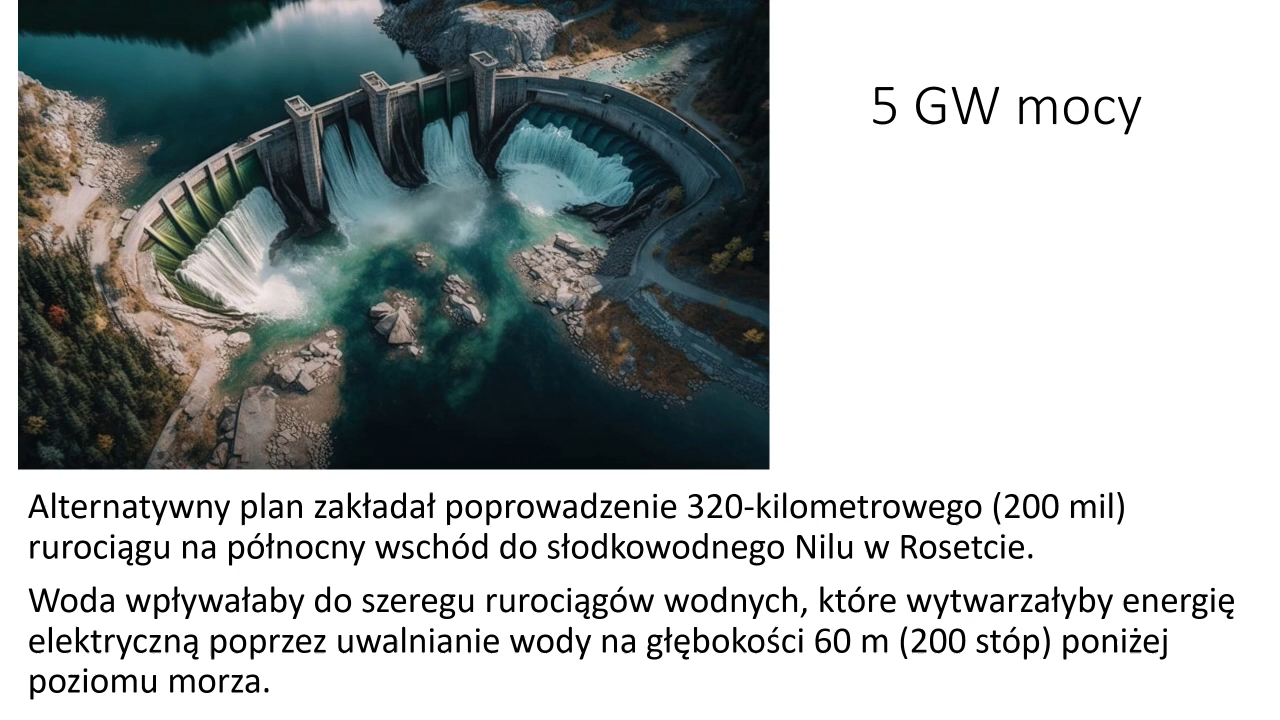 5 GW mocy
Alternatywny plan zakładał poprowadzenie 320-kilometrowego (200 mil)
rurociągu na północny wschód do słodkowodnego Nilu w Rosetcie.
Woda wpływałaby do szeregu rurociągów wodnych, które wytwarzałyby energię
elektryczną poprzez uwalnianie wody na głębokości 60 m (200 stóp) poniżej
poziomu morza.